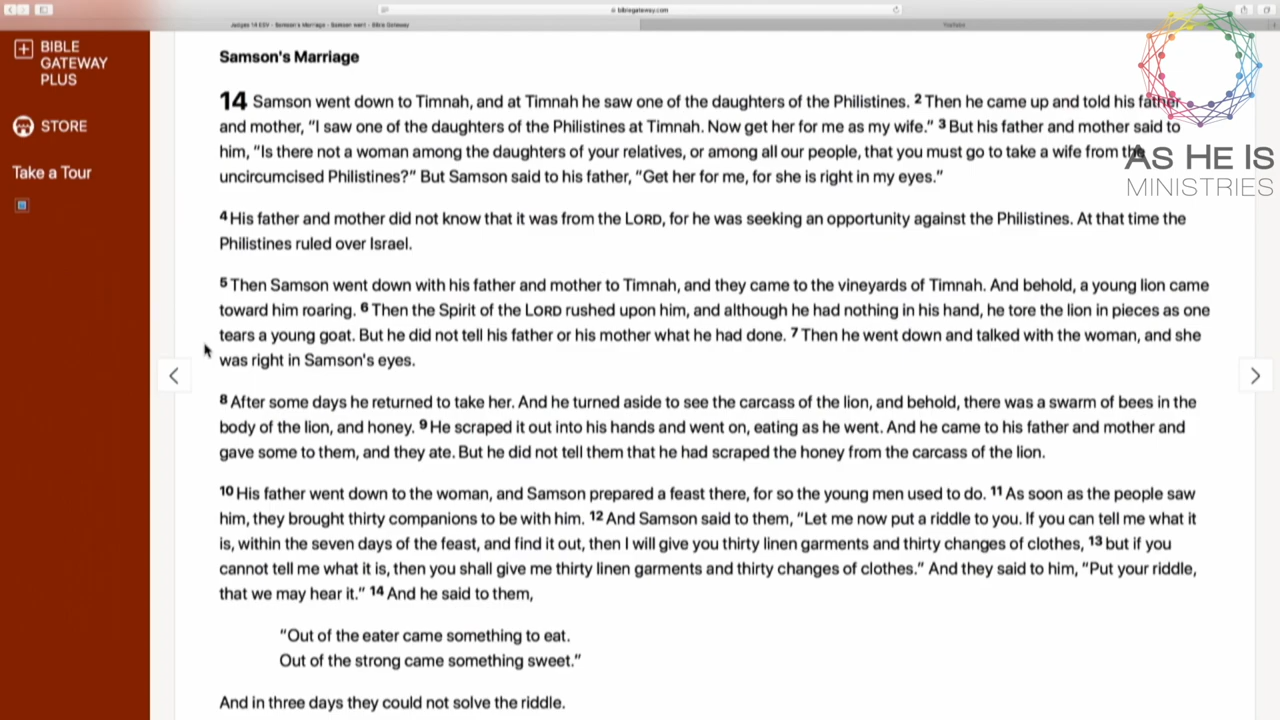 biblegateway.com
Judges 14 ESV - Samson's Marriage - Samson went - Bible Gateway
YouTube
BIBLE
GATEWAY
PLUS
STORE
Take a Tour
AS HE IS
MINISTRIES
Samson's Marriage
14 Samson went down to Timnah, and at Timnah he saw one of the daughters of the Philistines. 2 Then he came up and told his father
and mother, “I saw one of the daughters of the Philistines at Timnah. Now get her for me as my wife.” 3 But his father and mother said to
him, “Is there not a woman among the daughters of your relatives, or among all our people, that you must go to take a wife from the
uncircumcised Philistines?” But Samson said to his father, “Get her for me, for she is right in my eyes.”
4 His father and mother did not know that it was from the LORD, for he was seeking an opportunity against the Philistines. At that time the
Philistines ruled over Israel.
5 Then Samson went down with his father and mother to Timnah, and they came to the vineyards of Timnah. And behold, a young lion came
toward him roaring. 6 Then the Spirit of the LORD rushed upon him, and although he had nothing in his hand, he tore the lion in pieces as one
tears a young goat. But he did not tell his father or his mother what he had done. 7 Then he went down and talked with the woman, and she
was right in Samson's eyes.
8 After some days he returned to take her. And he turned aside to see the carcass of the lion, and behold, there was a swarm of bees in the
body of the lion, and honey. 9 He scraped it out into his hands and went on, eating as he went. And he came to his father and mother and
gave some to them, and they ate. But he did not tell them that he had scraped the honey from the carcass of the lion.
10 His father went down to the woman, and Samson prepared a feast there, for so the young men used to do. 11 As soon as the people saw
him, they brought thirty companions to be with him. 12 And Samson said to them, “Let me now put a riddle to you. If you can tell me what it
is, within the seven days of the feast, and find it out, then I will give you thirty linen garments and thirty changes of clothes, 13 but if you
cannot tell me what it is, then you shall give me thirty linen garments and thirty changes of clothes.” And they said to him, “Put your riddle,
that we may hear it.” 14 And he said to them,
“Out of the eater came something to eat.
Out of the strong came something sweet.”
And in three days they could not solve the riddle.